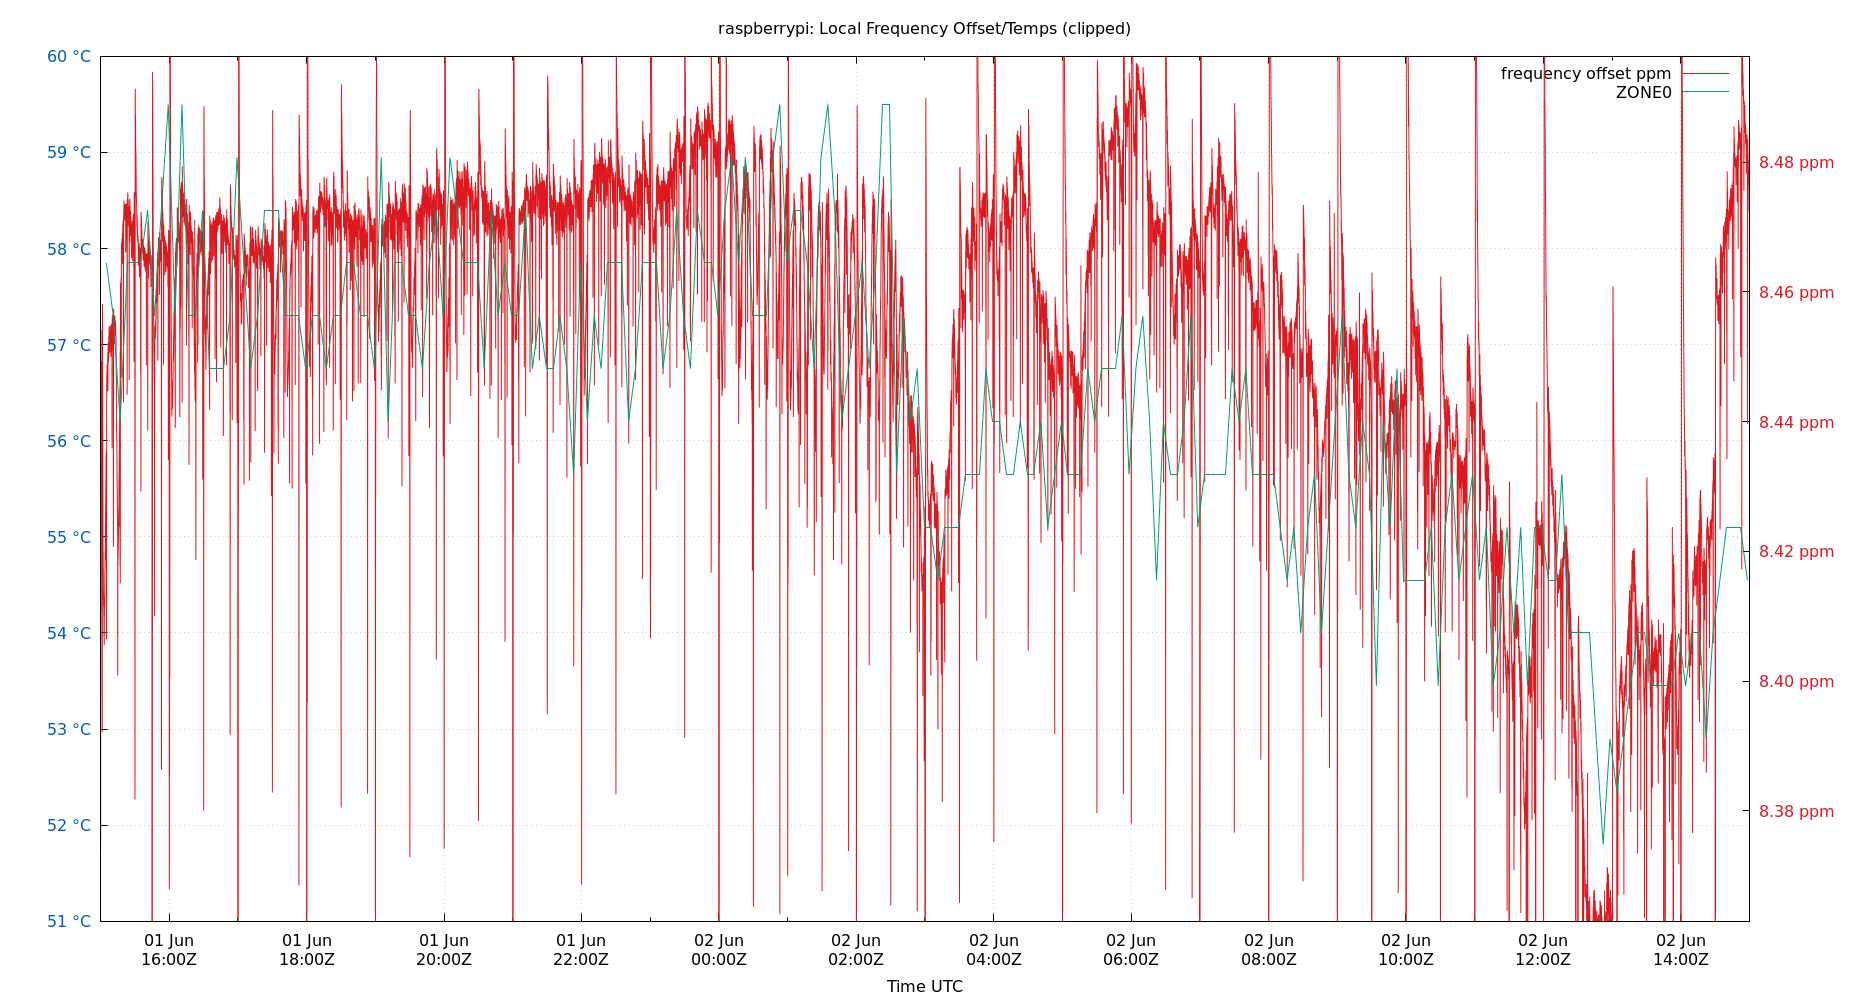 raspberrypi: Local Frequency Offset/Temps (clipped)
60 °C
59 °C
58 °C
57 °C
56 °C
55 °C
54 °C
53 °C
52 °C
51 °C
frequency offset ppm
ZONE0
8.48 ppm
8.46 ppm
8.44 ppm
8.42 ppm
8.40 ppm
8.38 ppm
01 Jun
16:00Z
01 Jun
18:00Z
01 Jun
20:00Z
01 Jun
22:00Z
02 Jun
00:00Z
02 Jun
02:00Z
02 Jun
04:00Z
02 Jun
06:00Z
02 Jun
08:00Z
02 Jun
10:00Z
02 Jun
12:00Z
02 Jun
14:00Z
Time UTC